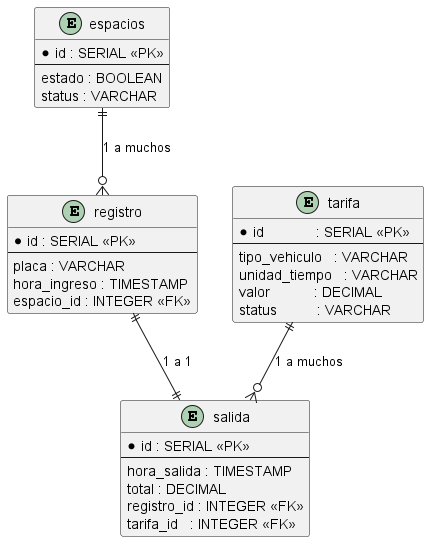 E espacios
id : SERIAL «PK»
estado : BOOLEAN
status : VARCHAR
1 a muchos
E registro
id : SERIAL «PK»
placa : VARCHAR
hora_ingreso : TIMESTAMP
espacio_id : INTEGER «FK»
E tarifa
id : SERIAL «PK»
tipo_vehiculo : VARCHAR
unidad_tiempo : VARCHAR
valor : DECIMAL
status : VARCHAR
1 a 1
1 a muchos
E salida
id : SERIAL «PK»
hora_salida : TIMESTAMP
total : DECIMAL
registro_id : INTEGER «FK»
tarifa_id : INTEGER «FK»